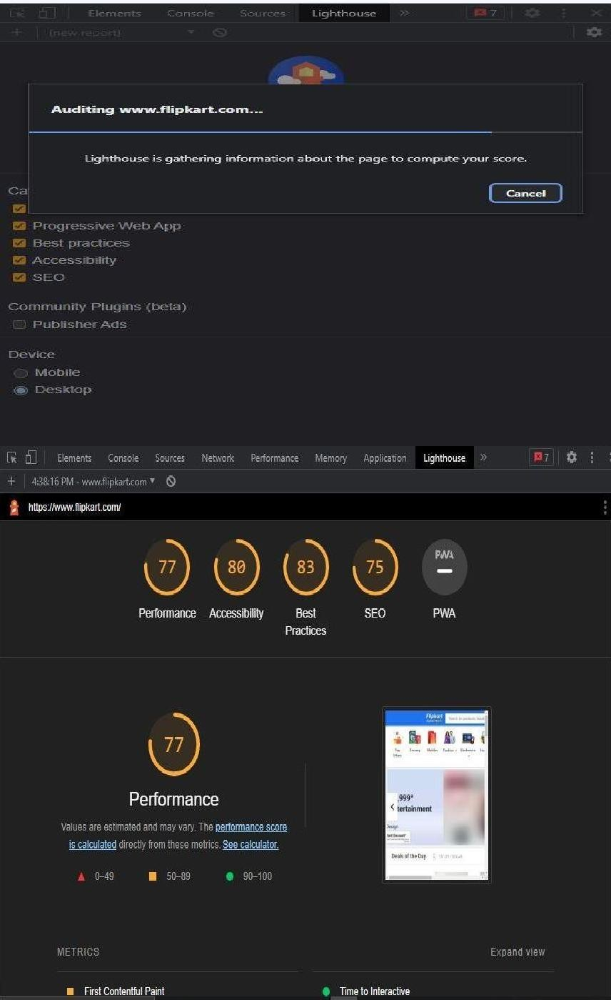 Elements Console Sources Lighthouse » 7
+ (new report)
Auditing www.flipkart.com...
Lighthouse is gathering information about the page to compute your score.
Cancel
Ca
Progressive Web App
Best practices
Accessibility
SEO
Community Plugins (beta)
Publisher Ads
Device
Mobile
Desktop
Elements Console Sources Network Performance Memory Application Lighthouse » 7
+ 4:38:16 PM - www.flipkart.com
https://www.flipkart.com/
77 80 83 75 PWA
Performance Accessibility Best Practices SEO PWA
77
Performance
Values are estimated and may vary. The performance score
is calculated directly from these metrics. See calculator.
0–49 50–89 90–100
Flipkart
Grocery Mobiles Fashion Electronics
,999*
tertainment
Deals of the Day
METRICS
Expand view
First Contentful Paint
Time to Interactive